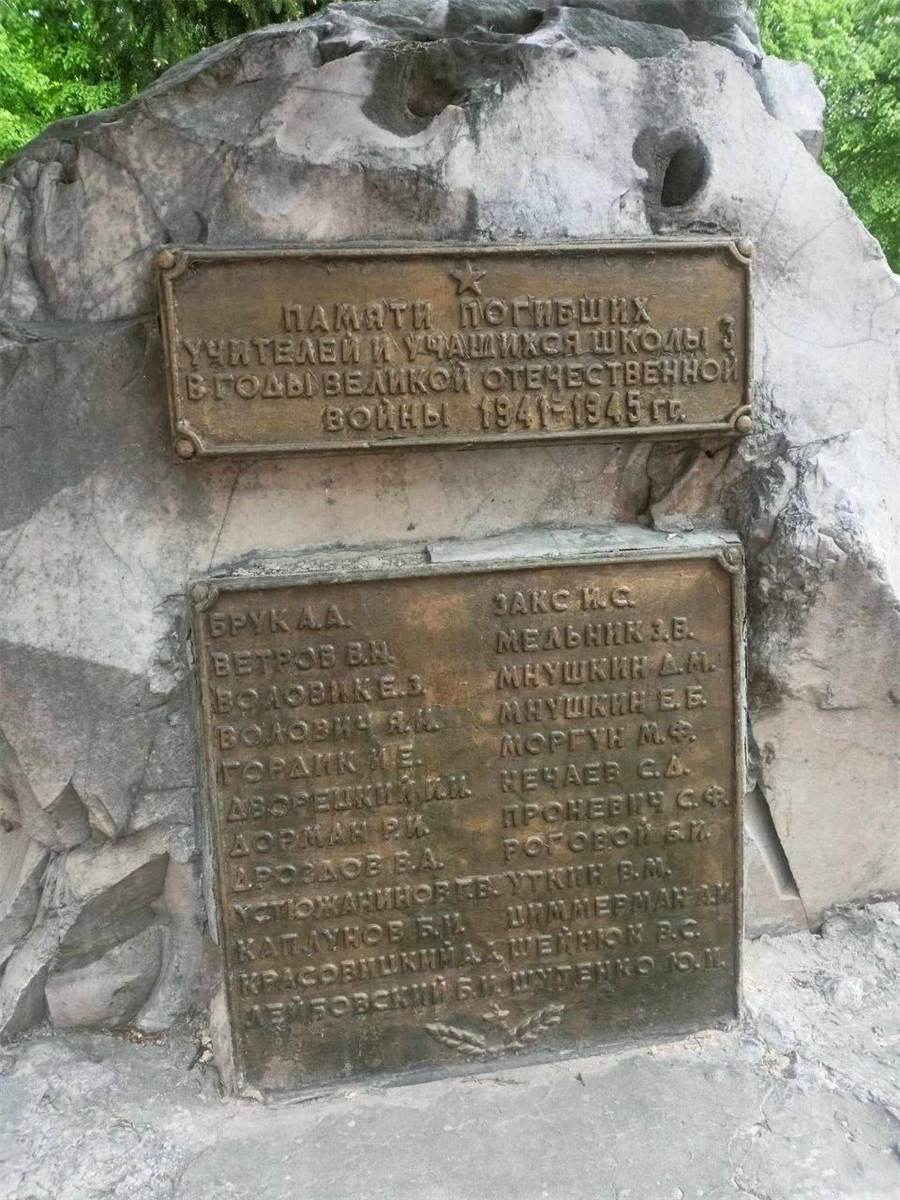 ПАМЯТИ ПОГИБШИХ
УЧИТЕЛЕЙ И УЧАЩИХСЯ ШКОЛЫ 3
В ГОДЫ ВЕЛИКОЙ ОТЕЧЕСТВЕННОЙ
ВОЙНЫ 1941-1945 ГГ.
БРУК А.А.
ВЕТРОВ В.Н.
ВОЛОВИК Е.З.
ВОЛОВИЧ Я.И.
ГОРДИК И.Е.
ДВОРЕЦКИЙ И.Н.
ДОРМАН Р.И.
ДРОЗДОВ В.А.
УСТЮЖАНИНОВ Г.В.
КАПЛУНОВ Б.И.
КРАСОВИЦКИЙ А.Х.
МЕЙБОВСКИЙ Б.И.
ЗАКС И.С.
МЕЛЬНИК З.В.
МНУШКИН Д.М.
МНУШКИН Е.Б.
МОРГУН М.Ф.
НЕЧАЕВ С.Д.
ПРОНЕВИЧ С.Ф.
РОГОВОЙ Б.И.
УТКИН В.М.
ЦИММЕРМАН
ШЕЙНЮК В.С.
ШУТЕНКО Ю.И.